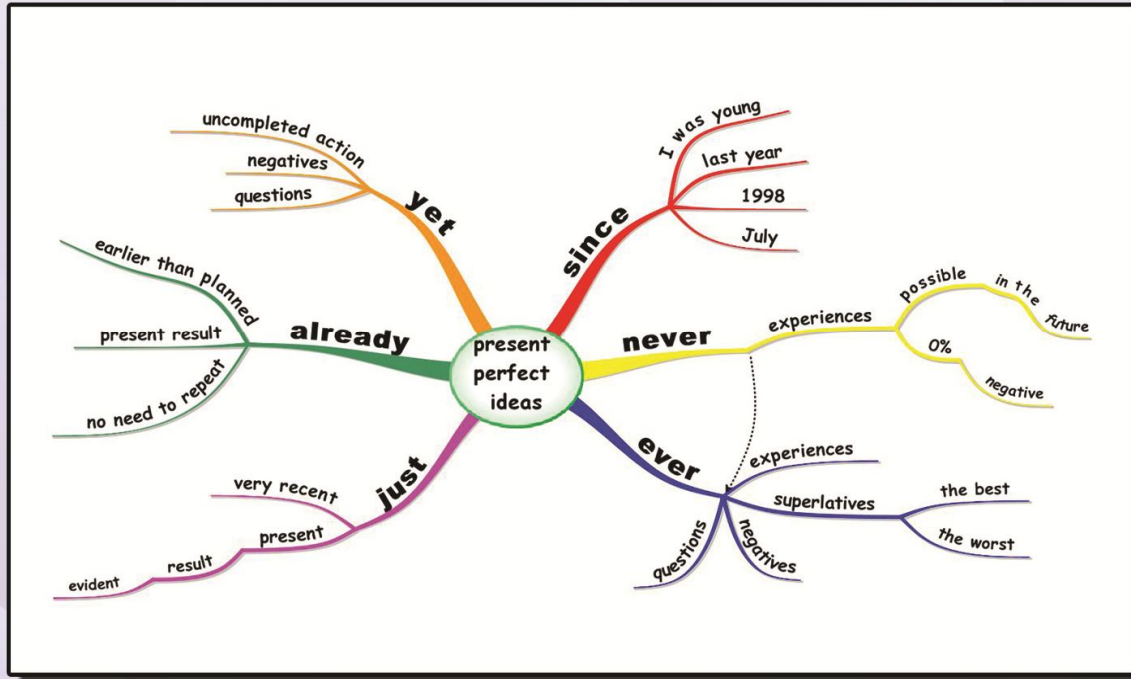 present
perfect
ideas
yet
uncompleted action
negatives
questions
since
I was young
last year
1998
July
already
earlier than planned
present result
no need to repeat
never
experiences
possible
in the
future
0%
negative
just
very recent
present
result
evident
ever
experiences
superlatives
the best
the worst
negatives
questions